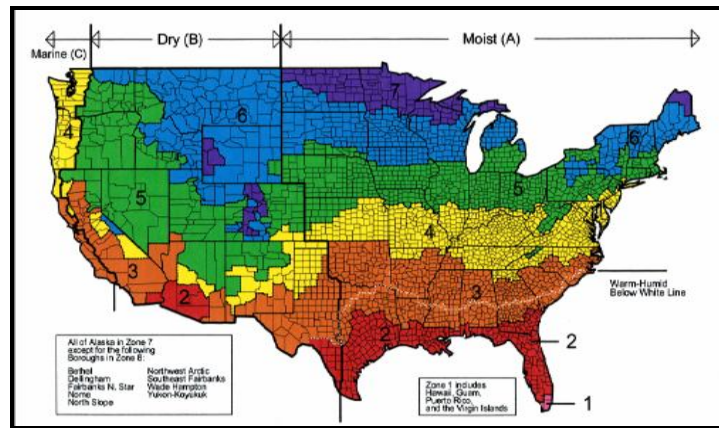 Marine (C)
Dry (B)
Moist (A)
7
6
4
6
5
5
4
3
3
2
2
Warm-Humid
Below White Line
2
1
All of Alaska in Zone 7
except for the following
Boroughs in Zone 8:
Bethel
Northwest Arctic
Dellingham
Southeast Fairbanks
Fairbanks N. Star
Wade Hampton
Nome
Yukon-Koyukuk
North Slope
Zone 1 includes
Hawaii, Guam,
Puerto Rico,
and the Virgin Islands